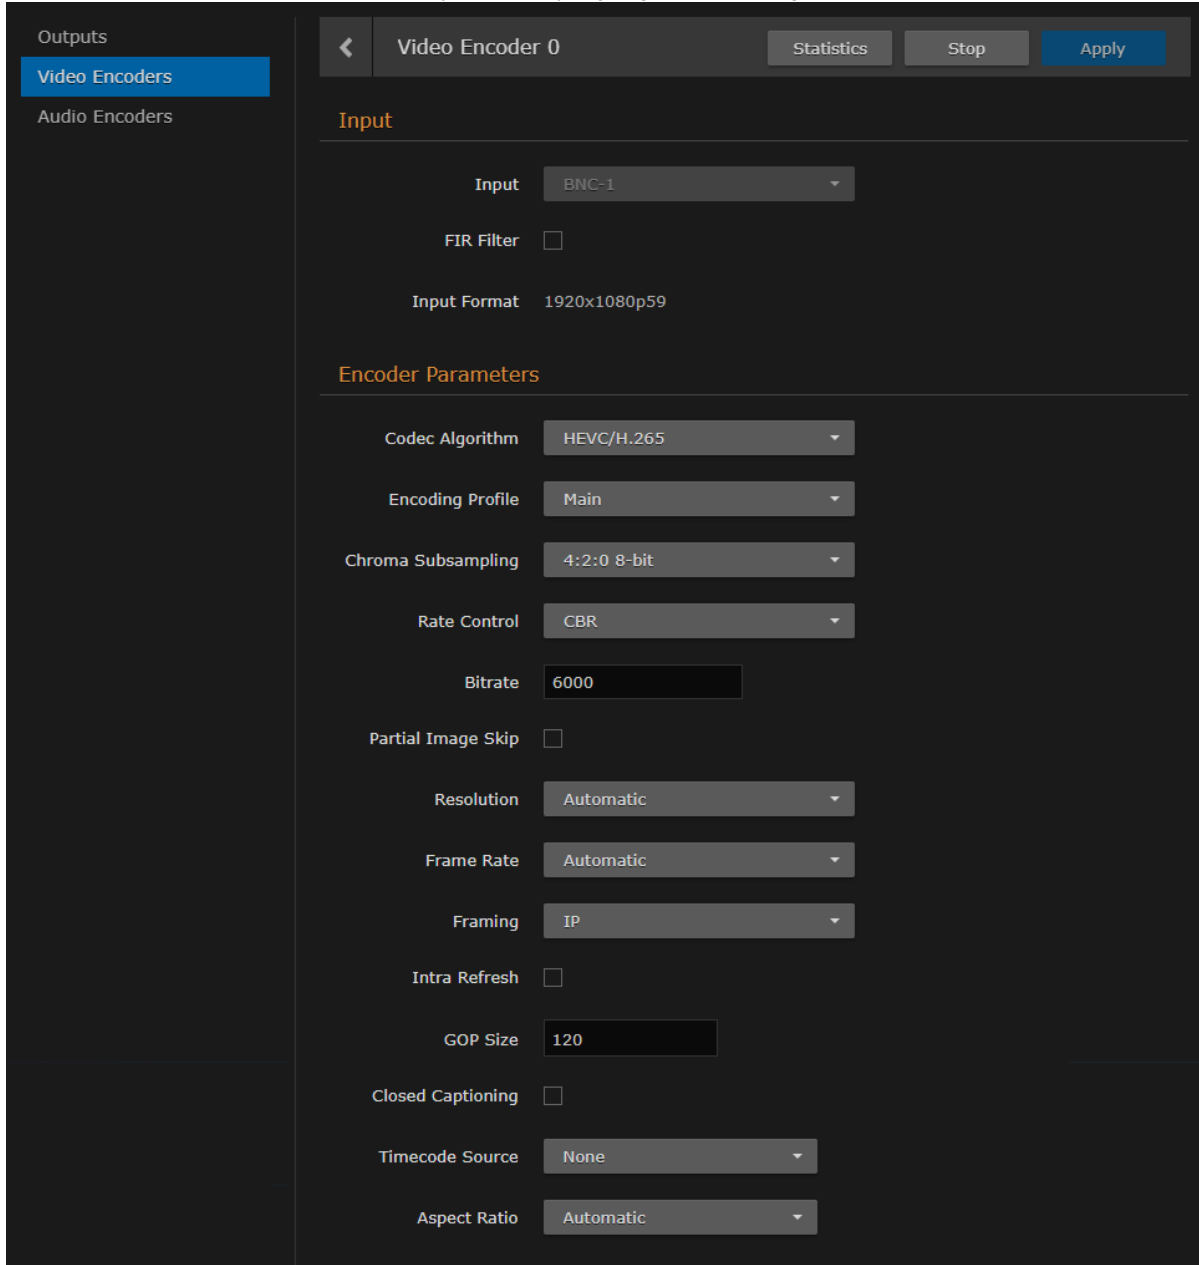 Outputs
Video Encoders
Audio Encoders
Video Encoder 0
Statistics
Stop
Apply
Input
Input BNC-1
FIR Filter
Input Format 1920x1080p59
Encoder Parameters
Codec Algorithm HEVC/H.265
Encoding Profile Main
Chroma Subsampling 4:2:0 8-bit
Rate Control CBR
Bitrate 6000
Partial Image Skip
Resolution Automatic
Frame Rate Automatic
Framing IP
Intra Refresh
GOP Size 120
Closed Captioning
Timecode Source None
Aspect Ratio Automatic